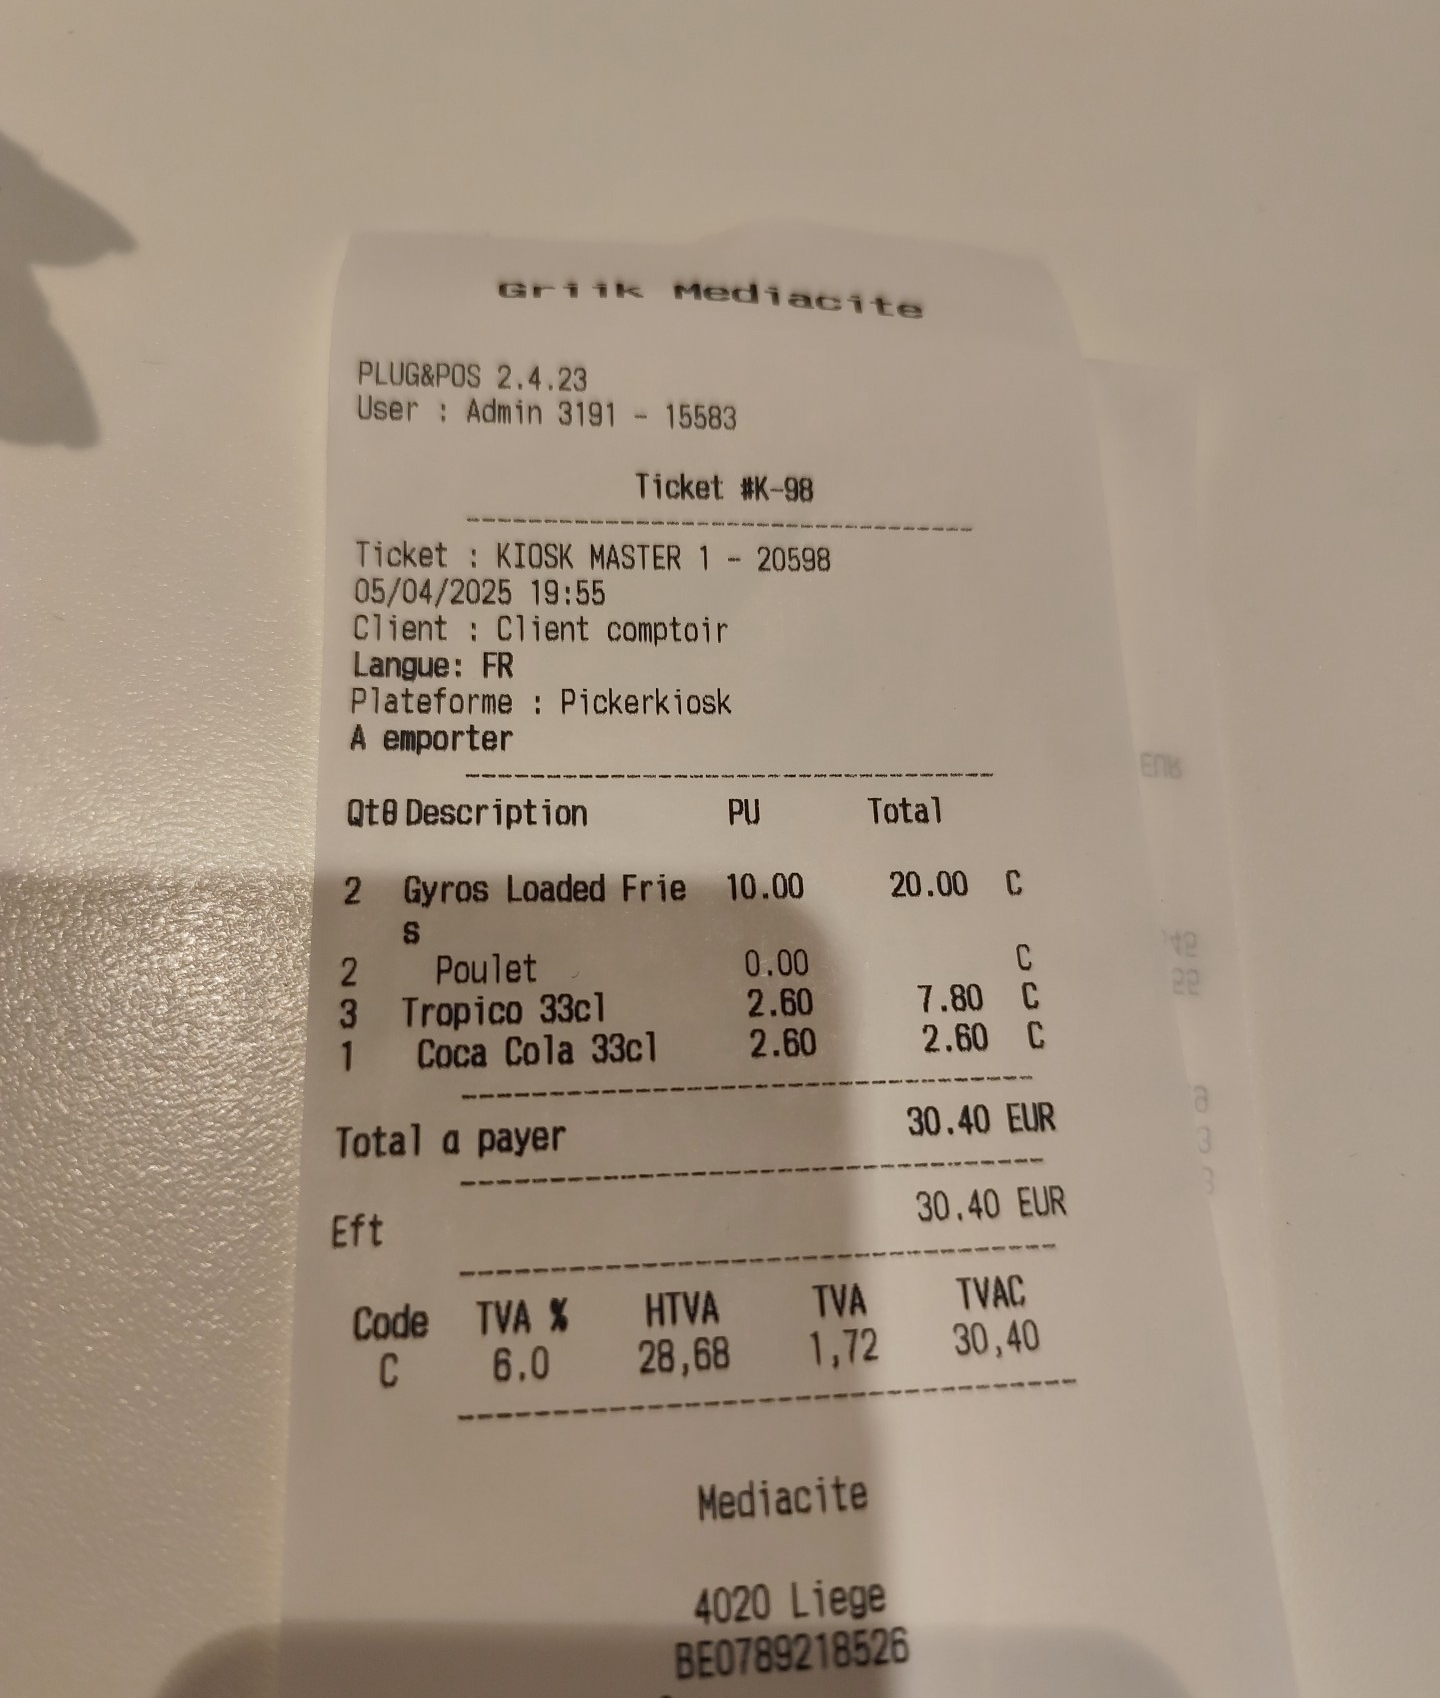 Griik Mediacite
PLUG&POS 2.4.23
User : Admin 3191 - 15583
Ticket #K-98
Ticket : KIOSK MASTER 1 - 20598
05/04/2025 19:55
Client : Client comptoir
Langue: FR
Plateforme : Pickerkiosk
A emporter
Qtθ Description PU Total
2 Gyros Loaded Frie 10.00 20.00 C
s
2 Poulet 0.00 C
3 Tropico 33cl 2.60 7.80 C
1 Coca Cola 33cl 2.60 2.60 C
Total a payer 30.40 EUR
Eft 30.40 EUR
Code TVA % HTVA TVA TVAC
C 6.0 28,68 1,72 30,40
Mediacite
4020 Liege
BE0789218526